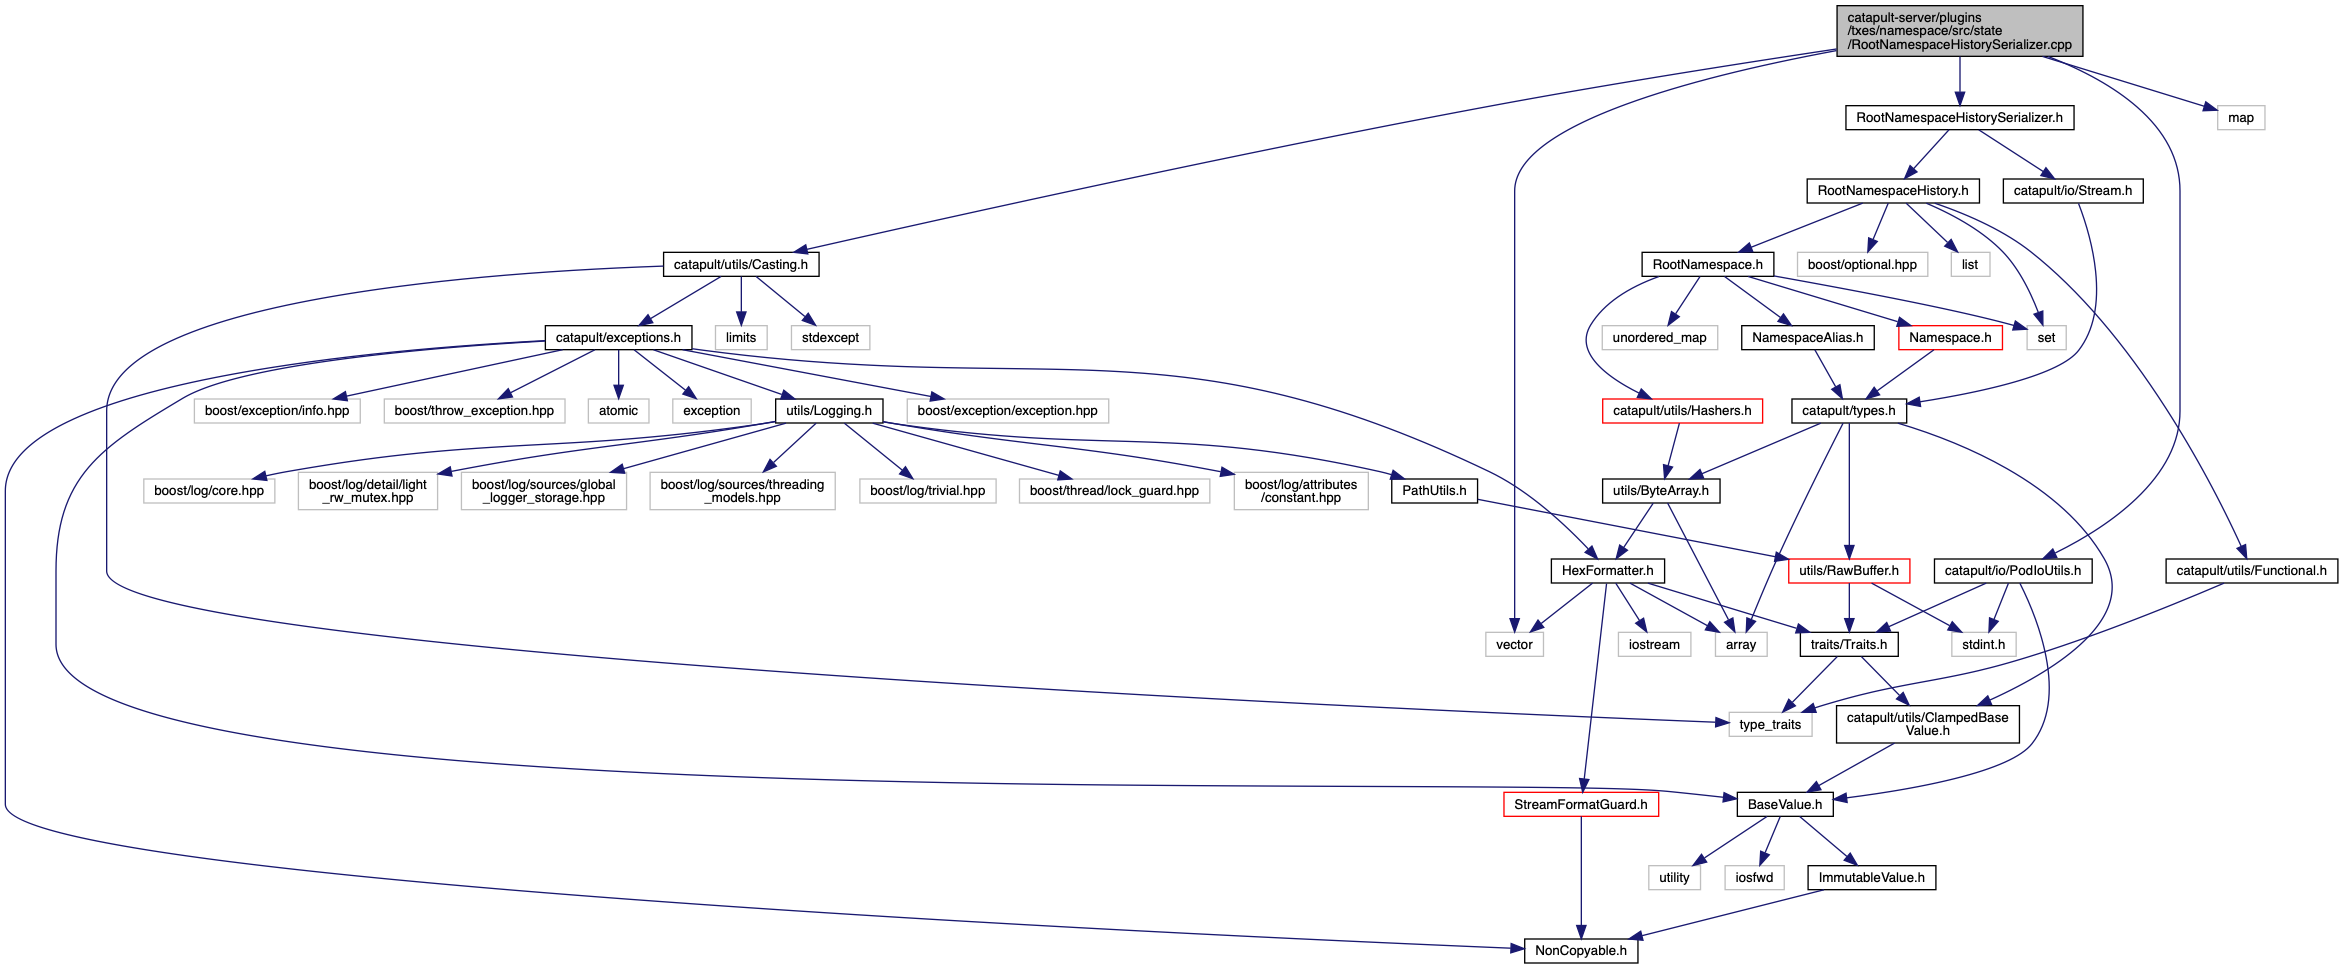 catapult-server/plugins
/txes/namespace/src/state
/RootNamespaceHistorySerializer.cpp
RootNamespaceHistorySerializer.h
map
RootNamespaceHistory.h
catapult/io/Stream.h
catapult/utils/Casting.h
RootNamespace.h
boost/optional.hpp
list
catapult/exceptions.h
limits
stdexcept
unordered_map
NamespaceAlias.h
Namespace.h
set
boost/exception/info.hpp
boost/throw_exception.hpp
atomic
exception
utils/Logging.h
boost/exception/exception.hpp
catapult/utils/Hashers.h
catapult/types.h
boost/log/core.hpp
boost/log/detail/light
_rw_mutex.hpp
boost/log/sources/global
_logger_storage.hpp
boost/log/sources/threading
_models.hpp
boost/log/trivial.hpp
boost/thread/lock_guard.hpp
boost/log/attributes
/constant.hpp
PathUtils.h
utils/ByteArray.h
HexFormatter.h
utils/RawBuffer.h
catapult/io/PodIoUtils.h
catapult/utils/Functional.h
vector
iostream
array
traits/Traits.h
stdint.h
type_traits
catapult/utils/ClampedBase
Value.h
StreamFormatGuard.h
BaseValue.h
utility
iosfwd
ImmutableValue.h
NonCopyable.h